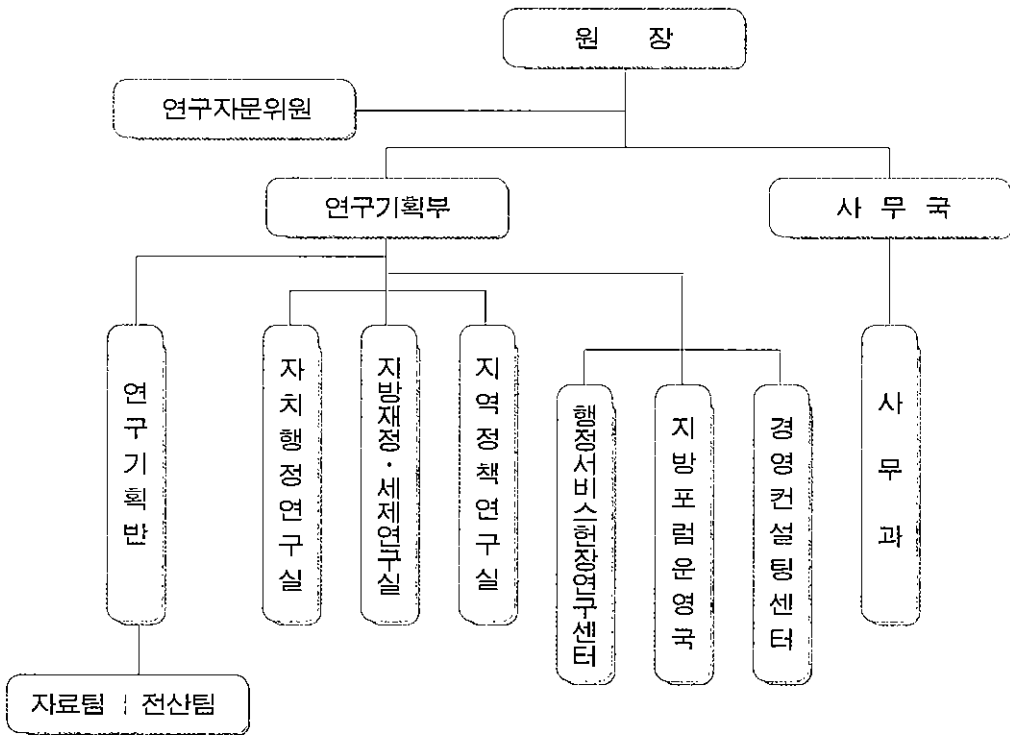 원 장
연구자문위원
연구기획부
사 무 국
연구기획반
자치행정연구실
지방재정·세제연구실
지역정책연구실
행정서비스헌장연구센터
지방포럼운영국
경영컨설팅센터
사무과
자료팀 | 전산팀